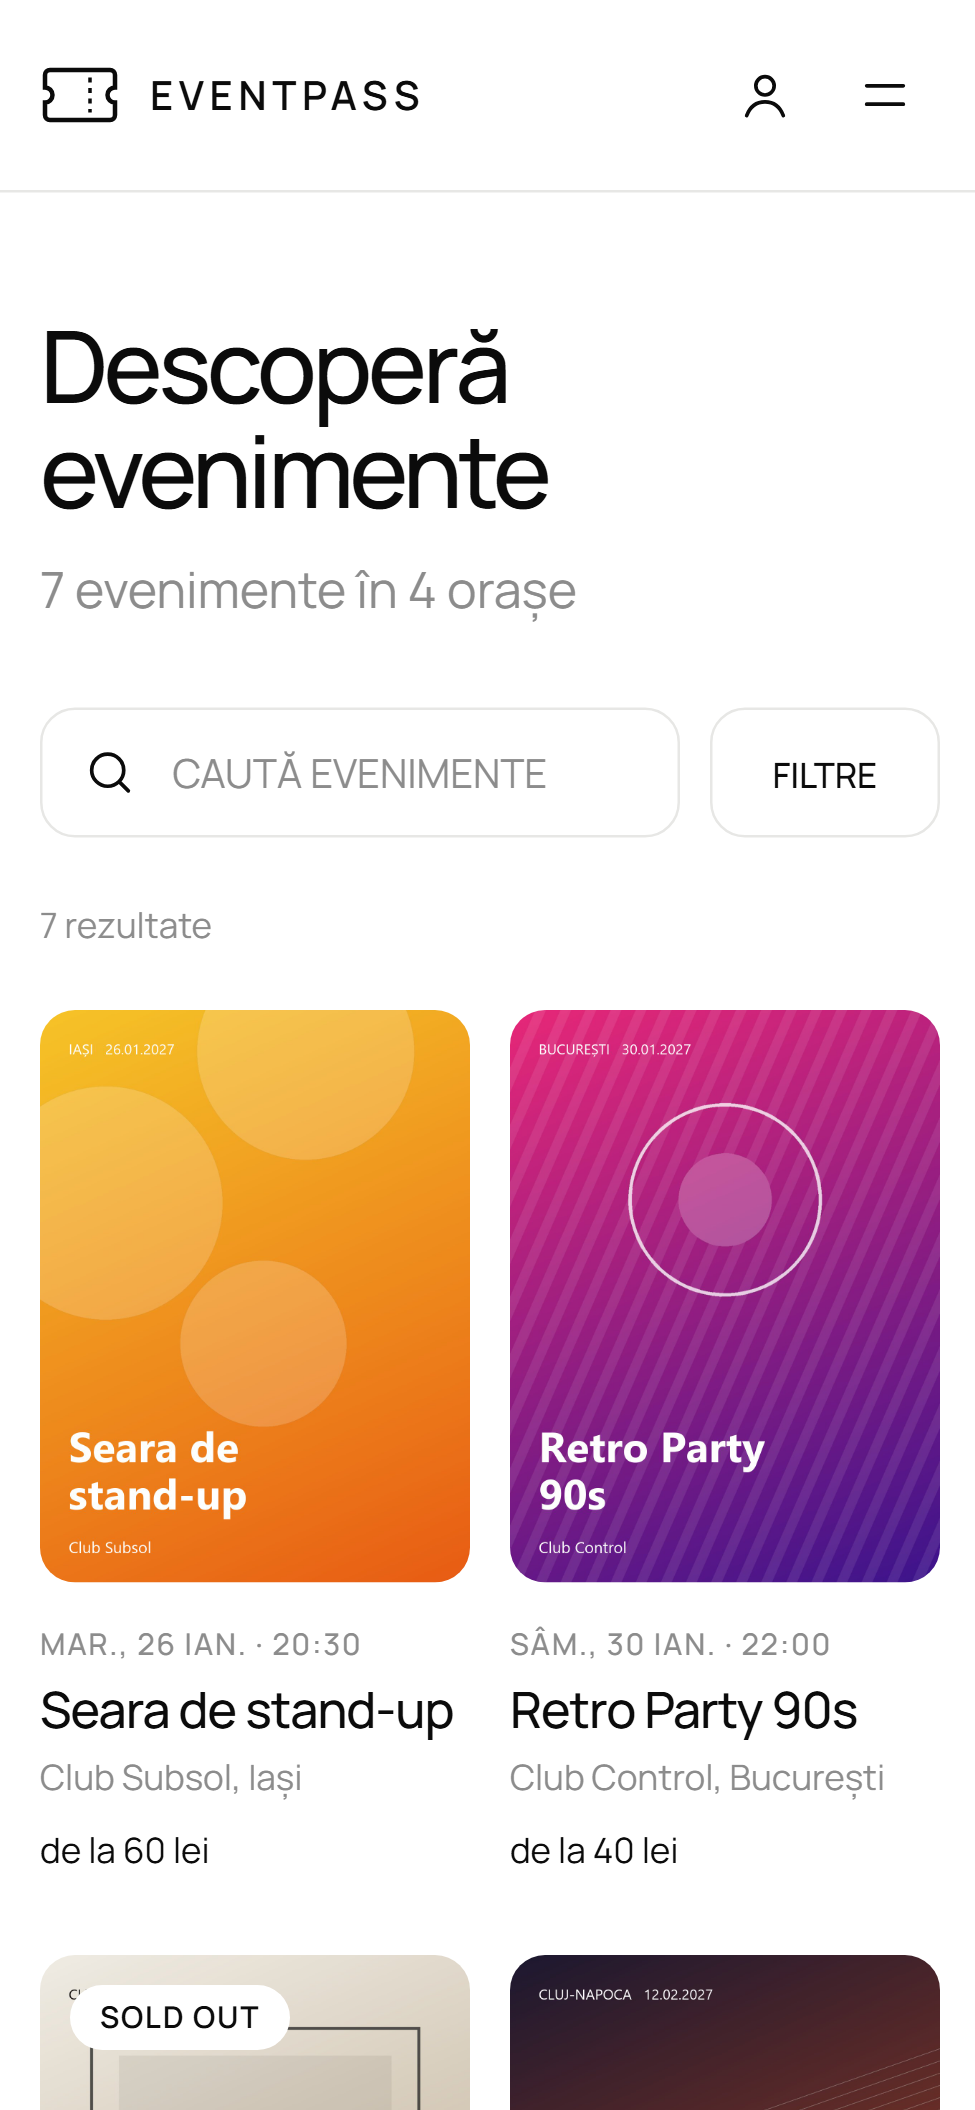 EVENTPASS
Descoperă
evenimente
7 evenimente în 4 orașe
CAUTĂ EVENIMENTE
FILTRE
7 rezultate
IAȘI 26.01.2027
Seara de
stand-up
Club Subsol
MAR., 26 IAN. · 20:30
Seara de stand-up
Club Subsol, Iași
de la 60 lei
BUCUREȘTI 30.01.2027
Retro Party
90s
Club Control
SÂM., 30 IAN. · 22:00
Retro Party 90s
Club Control, București
de la 40 lei
SOLD OUT
CLUJ-NAPOCA 12.02.2027